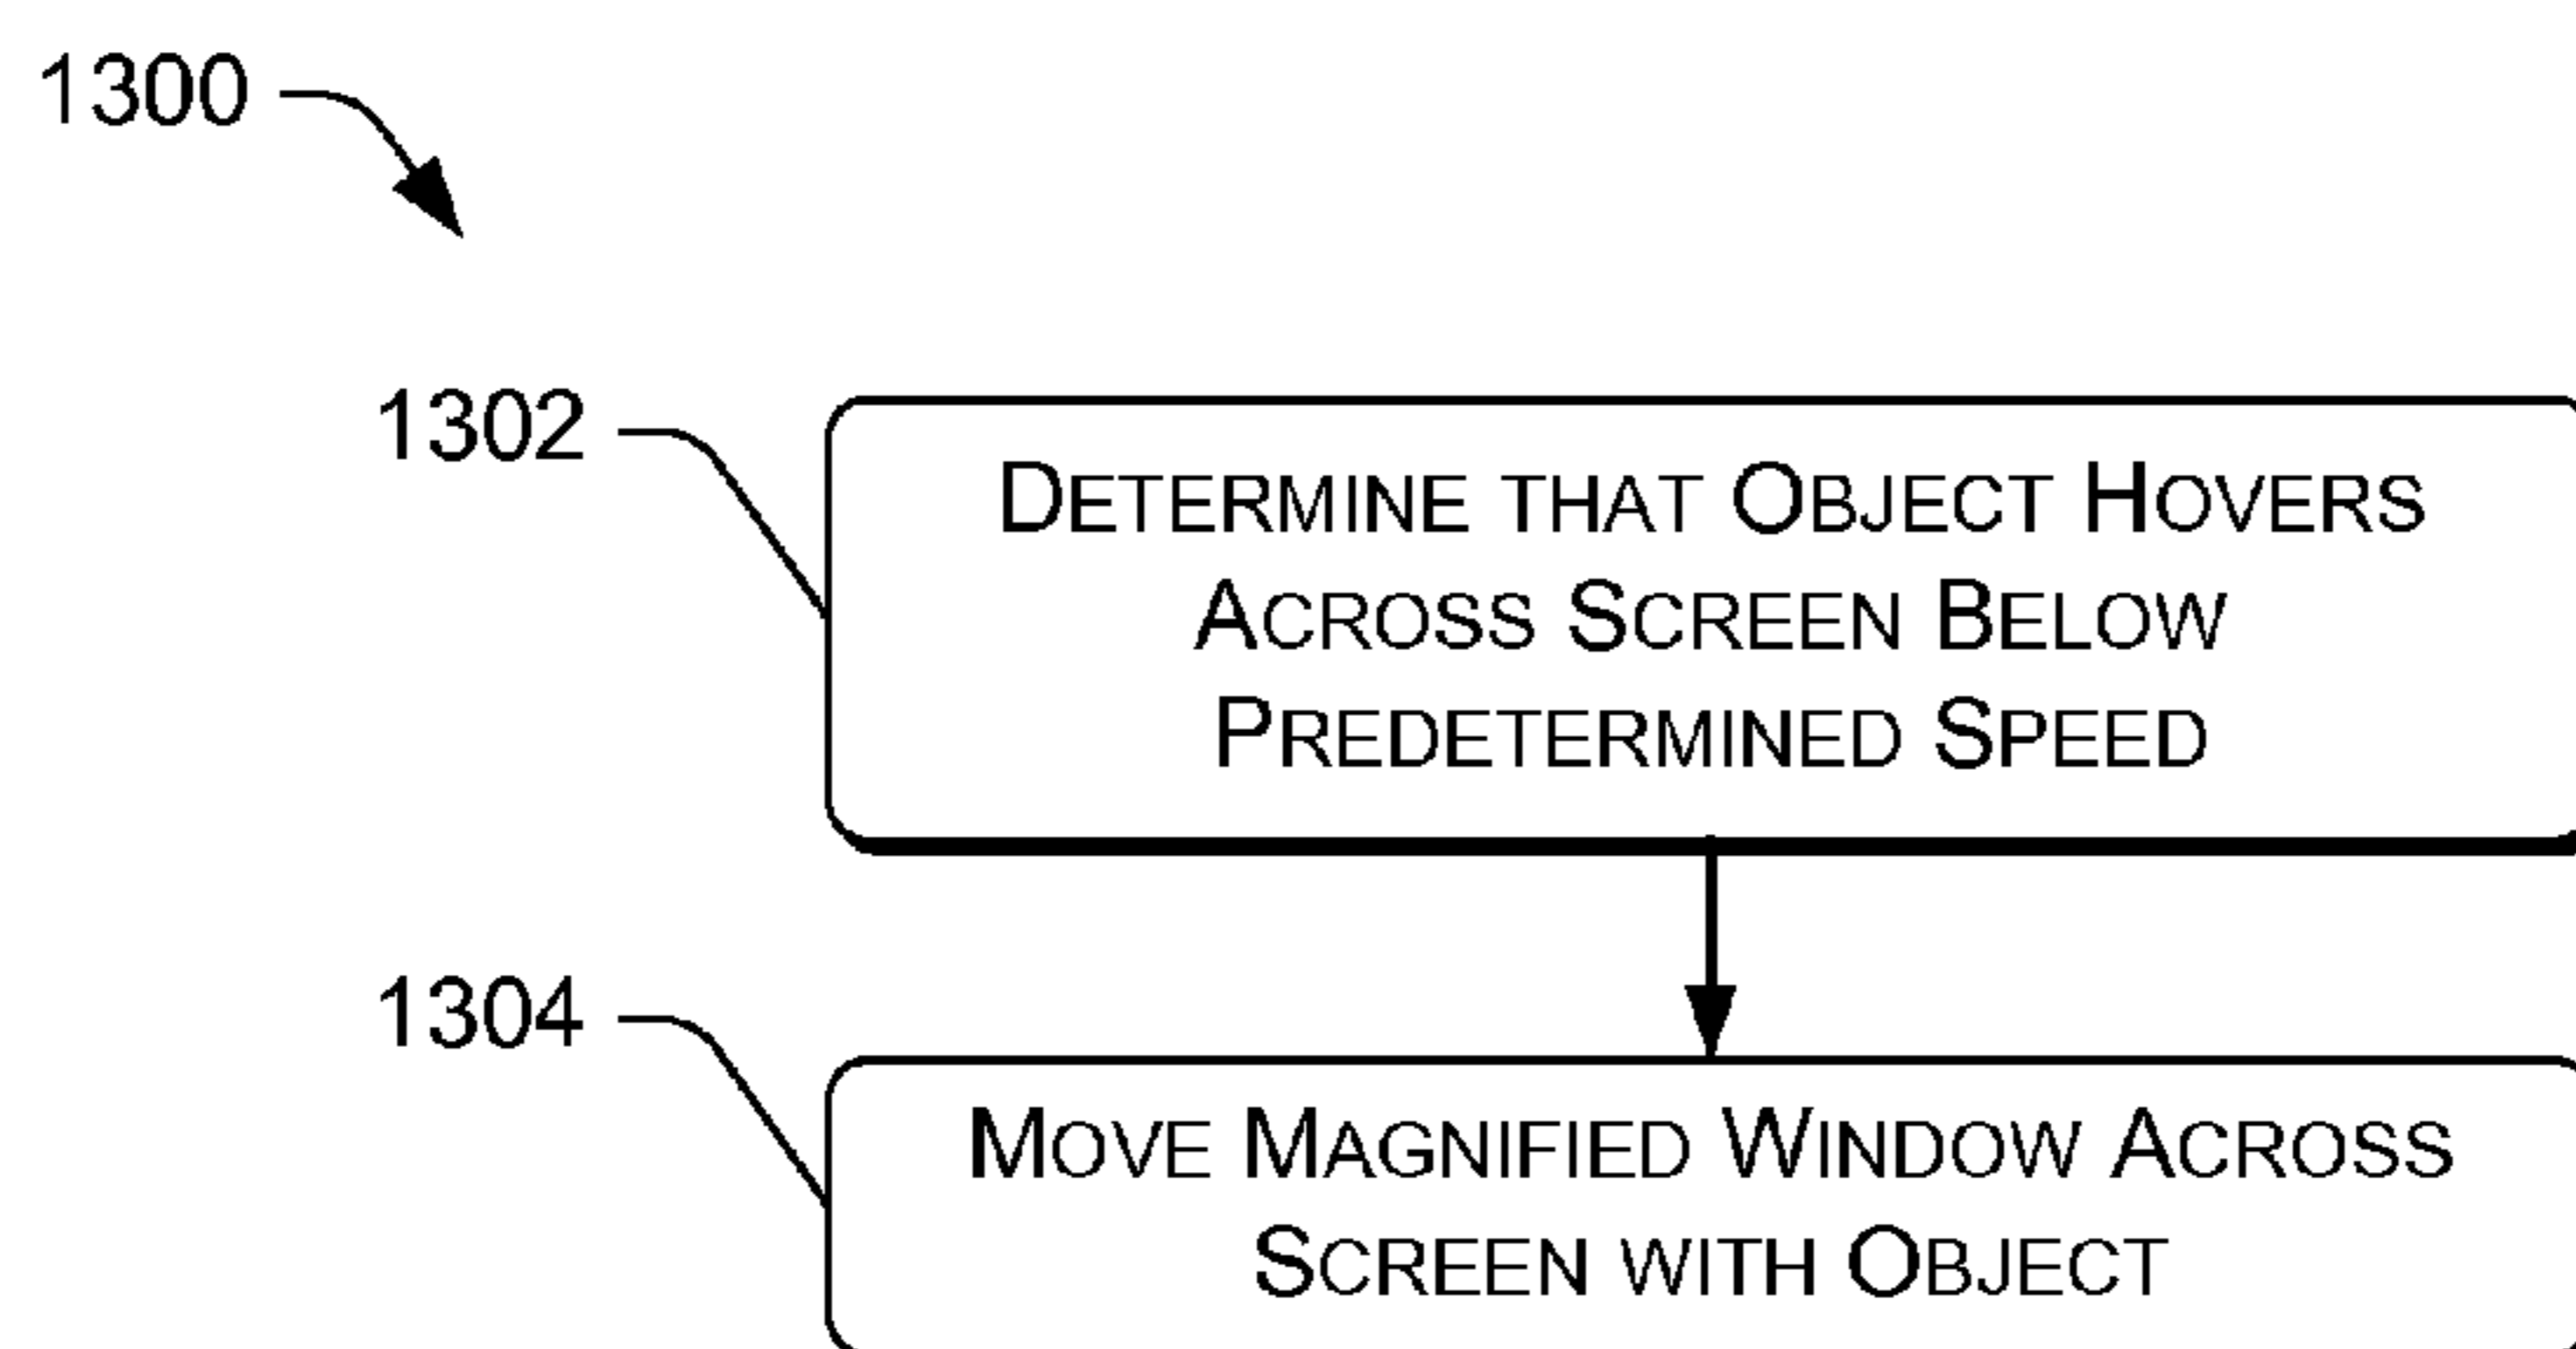 1300
1302
DETERMINE THAT OBJECT HOVERS
ACROSS SCREEN BELOW
PREDETERMINED SPEED
1304
MOVE MAGNIFIED WINDOW ACROSS
SCREEN WITH OBJECT